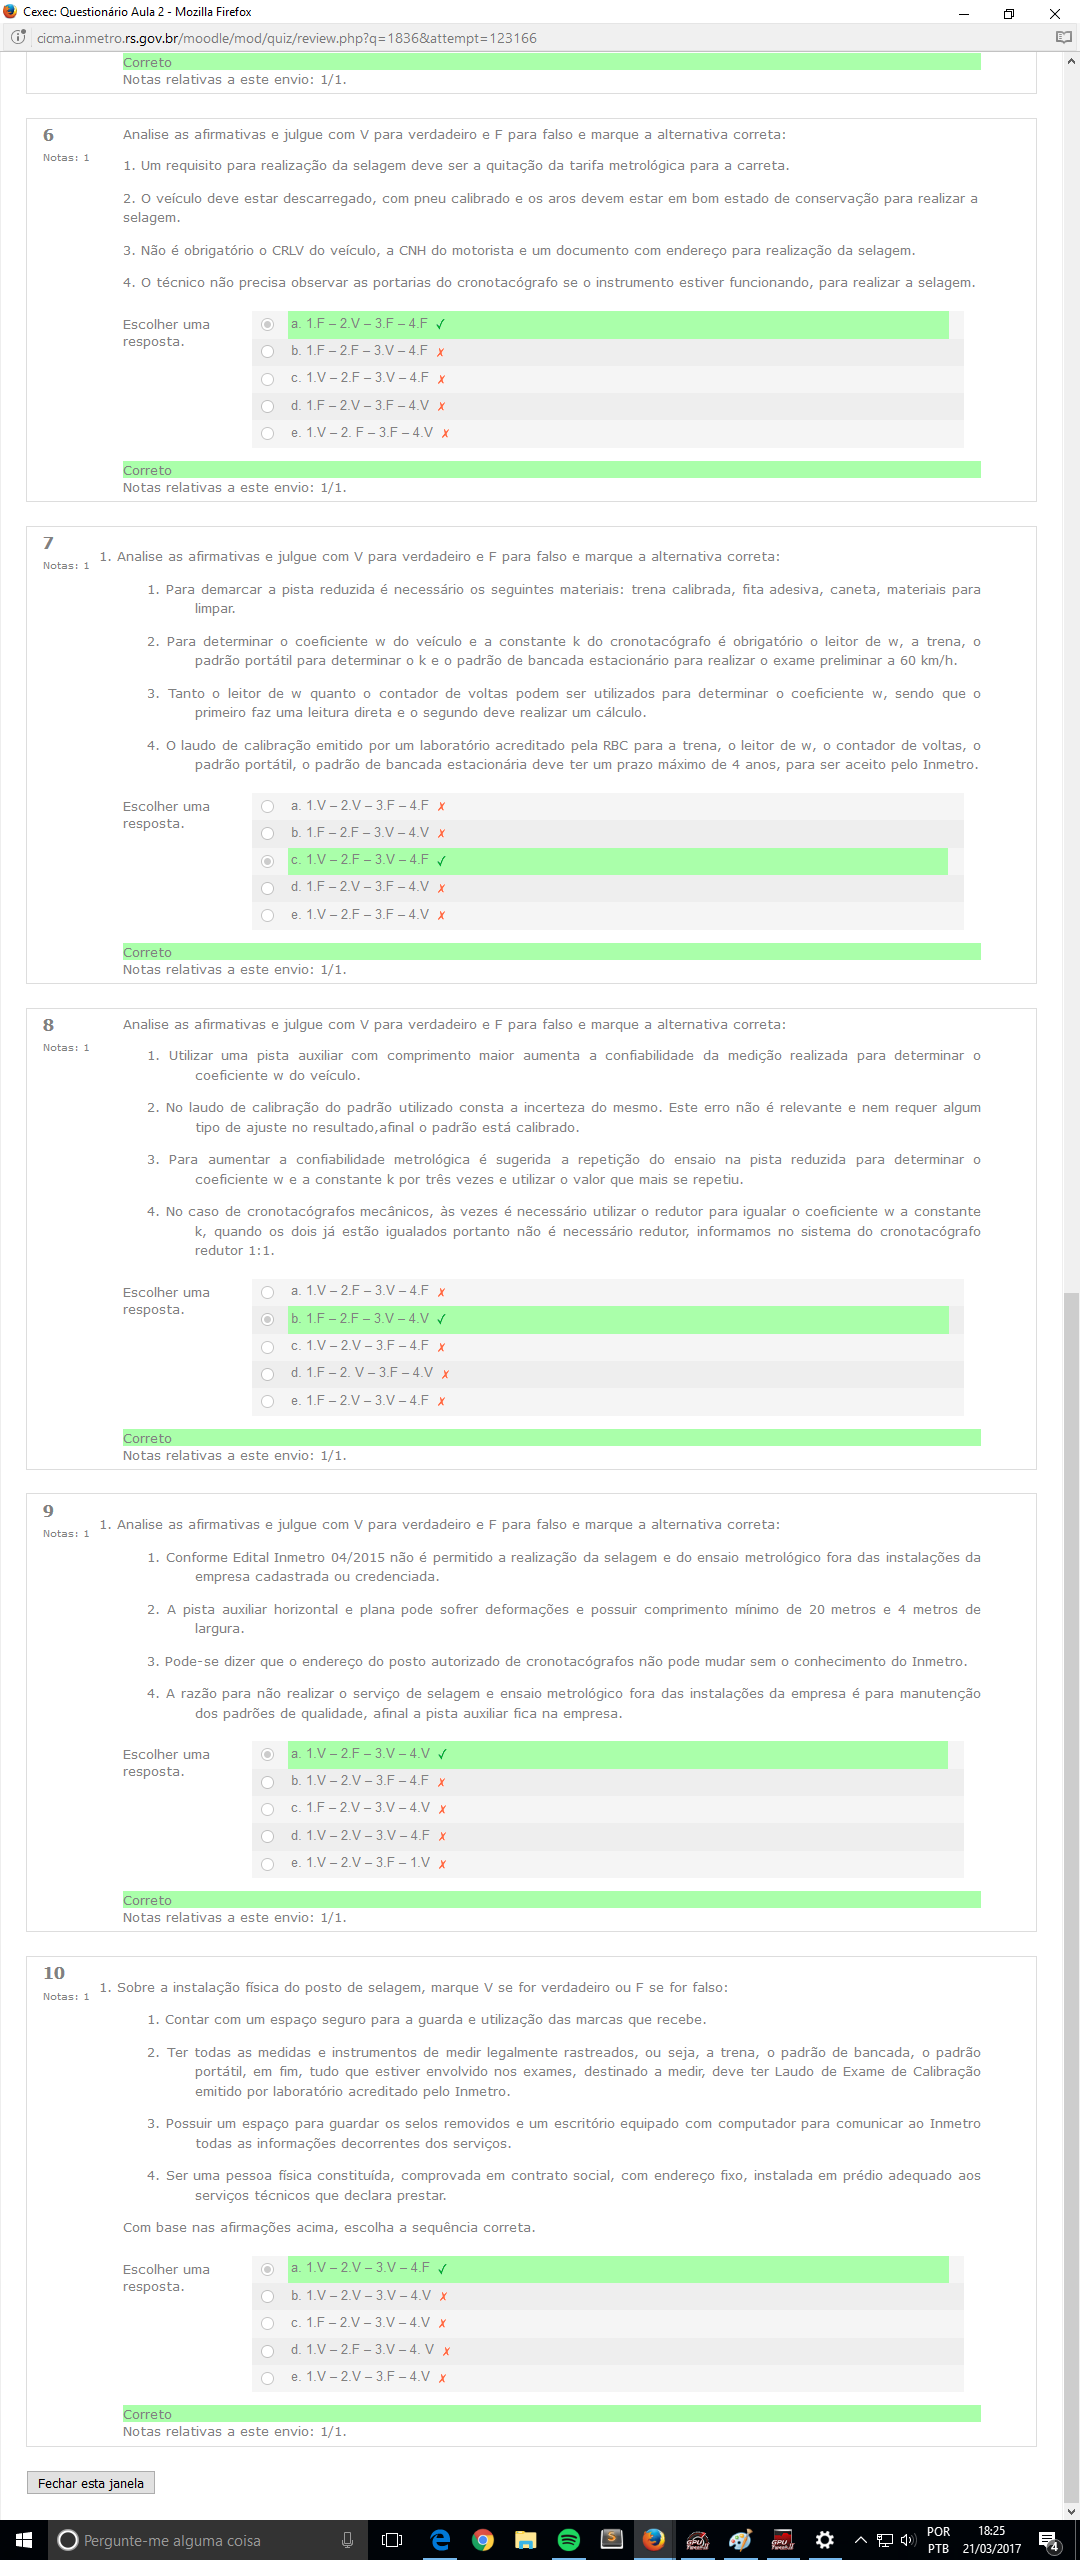 Cexec: Questionário Aula 2 - Mozilla Firefox
cicma.inmetro.rs.gov.br/moodle/mod/quiz/review.php?q=1836&attempt=123166
Correto
Notas relativas a este envio: 1/1.
6
Notas: 1
Analise as afirmativas e julgue com V para verdadeiro e F para falso e marque a alternativa correta:
1. Um requisito para realização da selagem deve ser a quitação da tarifa metrológica para a carreta.
2. O veículo deve estar descarregado, com pneu calibrado e os aros devem estar em bom estado de conservação para realizar a
selagem.
3. Não é obrigatório o CRLV do veículo, a CNH do motorista e um documento com endereço para realização da selagem.
4. O técnico não precisa observar as portarias do cronotacógrafo se o instrumento estiver funcionando, para realizar a selagem.
Escolher uma
resposta.
a. 1.F – 2.V – 3.F – 4.F ✓
b. 1.F – 2.F – 3.V – 4.F ✗
c. 1.V – 2.F – 3.V – 4.F ✗
d. 1.F – 2.V – 3.F – 4.V ✗
e. 1.V – 2. F – 3.F – 4.V ✗
Correto
Notas relativas a este envio: 1/1.
7
Notas: 1
1. Analise as afirmativas e julgue com V para verdadeiro e F para falso e marque a alternativa correta:
1. Para demarcar a pista reduzida é necessário os seguintes materiais: trena calibrada, fita adesiva, caneta, materiais para
limpar.
2. Para determinar o coeficiente w do veículo e a constante k do cronotacógrafo é obrigatório o leitor de w, a trena, o
padrão portátil para determinar o k e o padrão de bancada estacionário para realizar o exame preliminar a 60 km/h.
3. Tanto o leitor de w quanto o contador de voltas podem ser utilizados para determinar o coeficiente w, sendo que o
primeiro faz uma leitura direta e o segundo deve realizar um cálculo.
4. O laudo de calibração emitido por um laboratório acreditado pela RBC para a trena, o leitor de w, o contador de voltas, o
padrão portátil, o padrão de bancada estacionária deve ter um prazo máximo de 4 anos, para ser aceito pelo Inmetro.
Escolher uma
resposta.
a. 1.V – 2.V – 3.F – 4.F ✗
b. 1.F – 2.F – 3.V – 4.V ✗
c. 1.V – 2.F – 3.V – 4.F ✓
d. 1.F – 2.V – 3.F – 4.V ✗
e. 1.V – 2.F – 3.F – 4.V ✗
Correto
Notas relativas a este envio: 1/1.
8
Notas: 1
Analise as afirmativas e julgue com V para verdadeiro e F para falso e marque a alternativa correta:
1. Utilizar uma pista auxiliar com comprimento maior aumenta a confiabilidade da medição realizada para determinar o
coeficiente w do veículo.
2. No laudo de calibração do padrão utilizado consta a incerteza do mesmo. Este erro não é relevante e nem requer algum
tipo de ajuste no resultado,afinal o padrão está calibrado.
3. Para aumentar a confiabilidade metrológica é sugerida a repetição do ensaio na pista reduzida para determinar o
coeficiente w e a constante k por três vezes e utilizar o valor que mais se repetiu.
4. No caso de cronotacógrafos mecânicos, às vezes é necessário utilizar o redutor para igualar o coeficiente w a constante
k, quando os dois já estão igualados portanto não é necessário redutor, informamos no sistema do cronotacógrafo
redutor 1:1.
Escolher uma
resposta.
a. 1.V – 2.F – 3.V – 4.F ✗
b. 1.F – 2.F – 3.V – 4.V ✓
c. 1.V – 2.V – 3.F – 4.F ✗
d. 1.F – 2. V – 3.F – 4.V ✗
e. 1.F – 2.V – 3.V – 4.F ✗
Correto
Notas relativas a este envio: 1/1.
9
Notas: 1
1. Analise as afirmativas e julgue com V para verdadeiro e F para falso e marque a alternativa correta:
1. Conforme Edital Inmetro 04/2015 não é permitido a realização da selagem e do ensaio metrológico fora das instalações da
empresa cadastrada ou credenciada.
2. A pista auxiliar horizontal e plana pode sofrer deformações e possuir comprimento mínimo de 20 metros e 4 metros de
largura.
3. Pode-se dizer que o endereço do posto autorizado de cronotacógrafos não pode mudar sem o conhecimento do Inmetro.
4. A razão para não realizar o serviço de selagem e ensaio metrológico fora das instalações da empresa é para manutenção
dos padrões de qualidade, afinal a pista auxiliar fica na empresa.
Escolher uma
resposta.
a. 1.V – 2.F – 3.V – 4.V ✓
b. 1.V – 2.V – 3.F – 4.F ✗
c. 1.F – 2.V – 3.V – 4.V ✗
d. 1.V – 2.V – 3.V – 4.F ✗
e. 1.V – 2.V – 3.F – 1.V ✗
Correto
Notas relativas a este envio: 1/1.
10
Notas: 1
1. Sobre a instalação física do posto de selagem, marque V se for verdadeiro ou F se for falso:
1. Contar com um espaço seguro para a guarda e utilização das marcas que recebe.
2. Ter todas as medidas e instrumentos de medir legalmente rastreados, ou seja, a trena, o padrão de bancada, o padrão
portátil, em fim, tudo que estiver envolvido nos exames, destinado a medir, deve ter Laudo de Exame de Calibração
emitido por laboratório acreditado pelo Inmetro.
3. Possuir um espaço para guardar os selos removidos e um escritório equipado com computador para comunicar ao Inmetro
todas as informações decorrentes dos serviços.
4. Ser uma pessoa física constituída, comprovada em contrato social, com endereço fixo, instalada em prédio adequado aos
serviços técnicos que declara prestar.
Com base nas afirmações acima, escolha a sequência correta.
Escolher uma
resposta.
a. 1.V – 2.V – 3.V – 4.F ✓
b. 1.V – 2.V – 3.V – 4.V ✗
c. 1.F – 2.V – 3.V – 4.V ✗
d. 1.V – 2.F – 3.V – 4. V ✗
e. 1.V – 2.V – 3.F – 4.V ✗
Correto
Notas relativas a este envio: 1/1.
Fechar esta janela
Pergunte-me alguma coisa
POR
PTB
18:25
21/03/2017
4